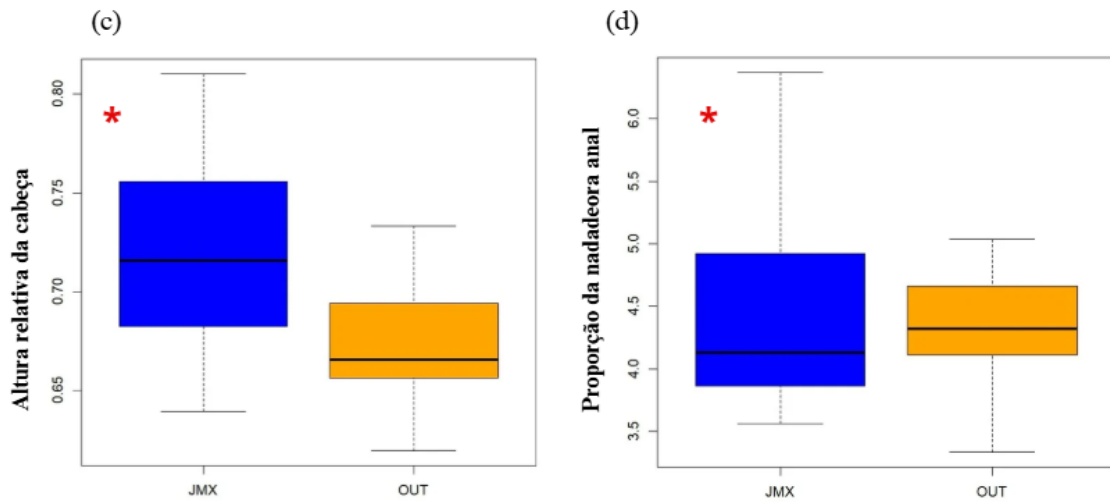 (c)
Altura relativa da cabeça
0.80
0.75
0.70
0.65
*
JMX
OUT
(d)
Proporção da nadadeora anal
6.0
5.5
5.0
4.5
4.0
3.5
*
JMX
OUT